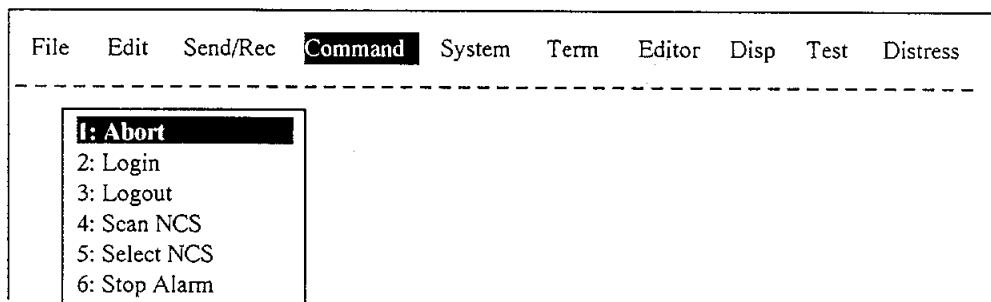 File Edit Send/Rec Command System Term Editor Disp Test Distress
1: Abort
2: Login
3: Logout
4: Scan NCS
5: Select NCS
6: Stop Alarm